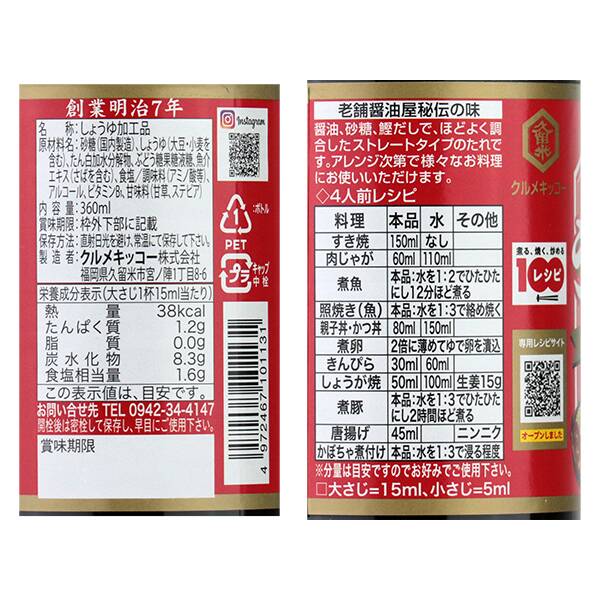 創業明治7年
名 称：しょうゆ加工品
原材料名：砂糖（国内製造）、しょうゆ（大豆・小麦を
含む）、たん白加水分解物、ぶどう糖果糖液糖、魚介
エキス（さばを含む）、食塩／調味料（アミノ酸等）、
アルコール、ビタミンB₁、甘味料（甘草、ステビア）
内 容 量：360ml
賞味期限：枠外下部に記載
保存方法：直射日光を避け、常温にて保存して下さい。
製 造 者：クルメキッコー株式会社
福岡県久留米市宮ノ陣1丁目8-6
栄養成分表示（大さじ1杯15ml当たり）
熱量 38kcal
たんぱく質 1.2g
脂質 0.0g
炭水化物 8.3g
食塩相当量 1.6g
この表示値は、目安です。
お問い合せ先 TEL 0942-34-4147
開栓後は密栓して保存し、早目にご使用下さい。
賞味期限
Instagram
1
：ボトル
PET
プラ
：キャップ
中 栓
4 972467 101131
老舗醤油屋秘伝の味
醤油、砂糖、鰹だしで、ほどよく調
合したストレートタイプのたれで
す。アレンジ次第で様々なお料理
にお使いいただけます。
◇4人前レシピ
料理 本品 水 その他
すき焼 150ml なし
肉じゃが 60ml 110ml
煮魚 本品：水を1：2でひたひた
にし12分ほど煮る
照焼き（魚） 本品：水を1：3で絡め焼く
親子丼・かつ丼 80ml 150ml
煮卵 2倍に薄めてゆで卵を漬込
きんぴら 30ml 60ml
しょうが焼 50ml 100ml 生姜15g
煮豚 本品：水を1：3でひたひた
にし2時間ほど煮る
唐揚げ 45ml ニンニク
かぼちゃ煮付け 本品：水を1：3で浸る程度
※分量は目安ですのでお好みでご使用下さい。
□大さじ=15ml、小さじ=5ml
クルメキッコー
煮る、焼く、炒める
100
レシピ
専用レシピサイト
オープンしました